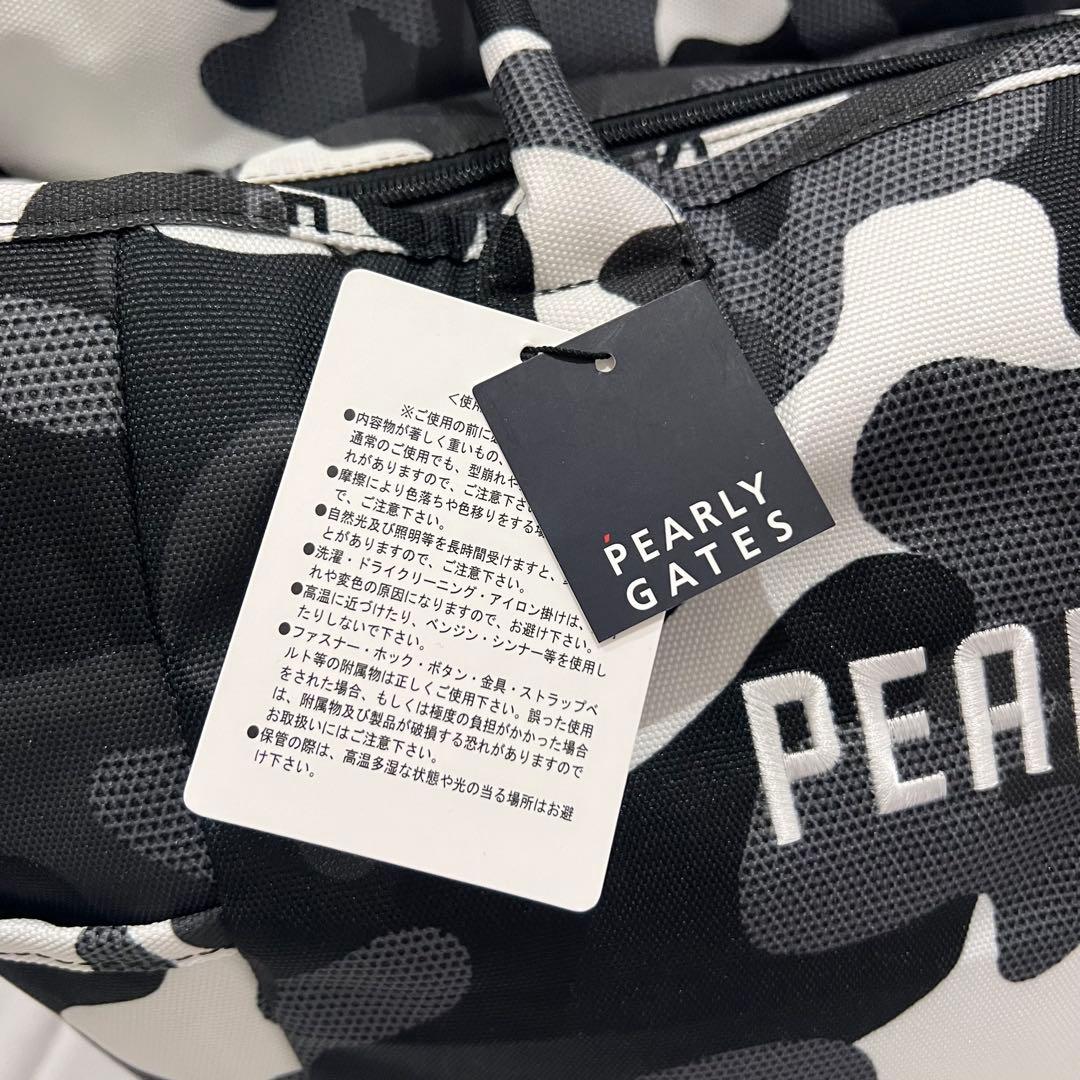 <使用
※ご使用の前に
●内容物が著しく重いもの、
通常のご使用でも、型崩れや
れがありますので、ご注意下さ
●摩擦により色落ちや色移りをする
で、ご注意下さい。
●自然光及び照明等を長時間受けますと、
とがありますので、ご注意下さい。
●洗濯・ドライクリーニング・アイロン掛けは、
れや変色の原因になりますので、お避け下さい。
●高温に近づけたり、ベンジン・シンナー等を使用し
たりしないで下さい。
●ファスナー・ホック・ボタン・金具・ストラップベ
ルト等の附属物は正しくご使用下さい。誤った使用
をされた場合、もしくは極度の負担がかかった場合
は、附属物及び製品が破損する恐れがありますので
お取扱いにはご注意下さい。
●保管の際は、高温多湿な状態や光の当る場所はお避
け下さい。
PEARLY
GATES
PEA